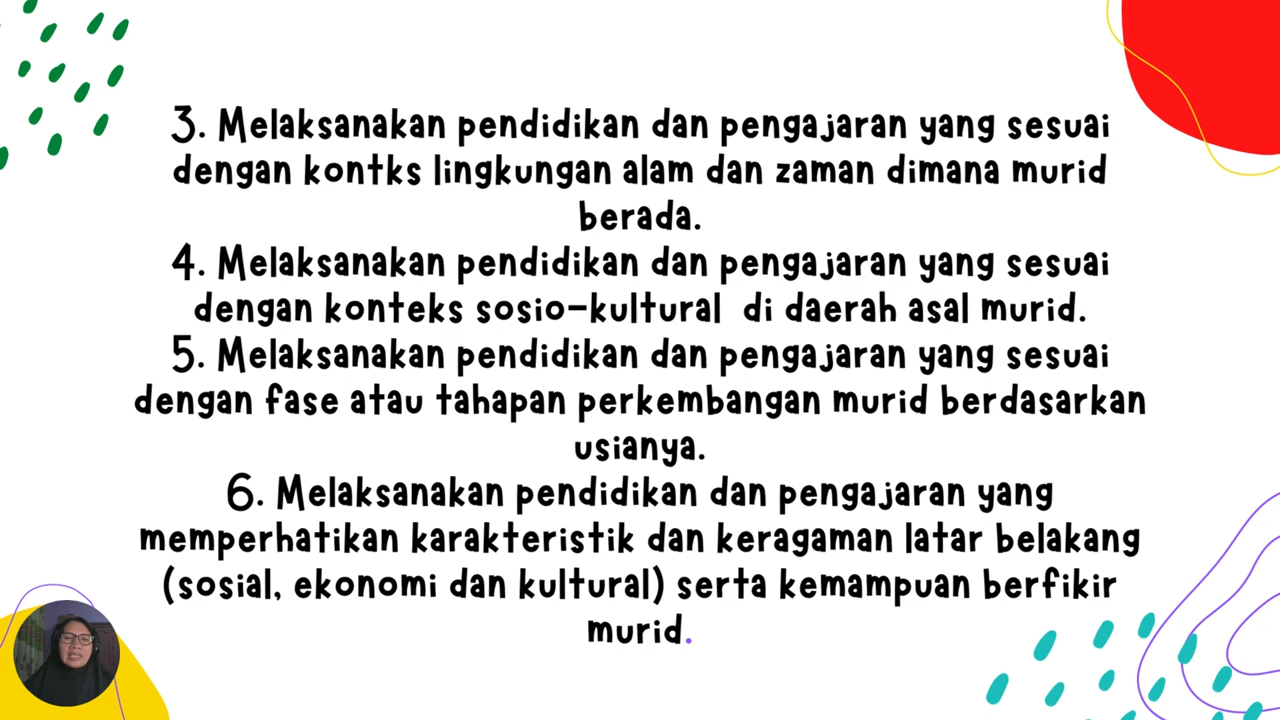 3. Melaksanakan pendidikan dan pengajaran yang sesuai
dengan kontks lingkungan alam dan zaman dimana murid
berada.
4. Melaksanakan pendidikan dan pengajaran yang sesuai
dengan konteks sosio-kultural di daerah asal murid.
5. Melaksanakan pendidikan dan pengajaran yang sesuai
dengan fase atau tahapan perkembangan murid berdasarkan
usianya.
6. Melaksanakan pendidikan dan pengajaran yang
memperhatikan karakteristik dan keragaman latar belakang
(sosial, ekonomi dan kultural) serta kemampuan berfikir
murid.